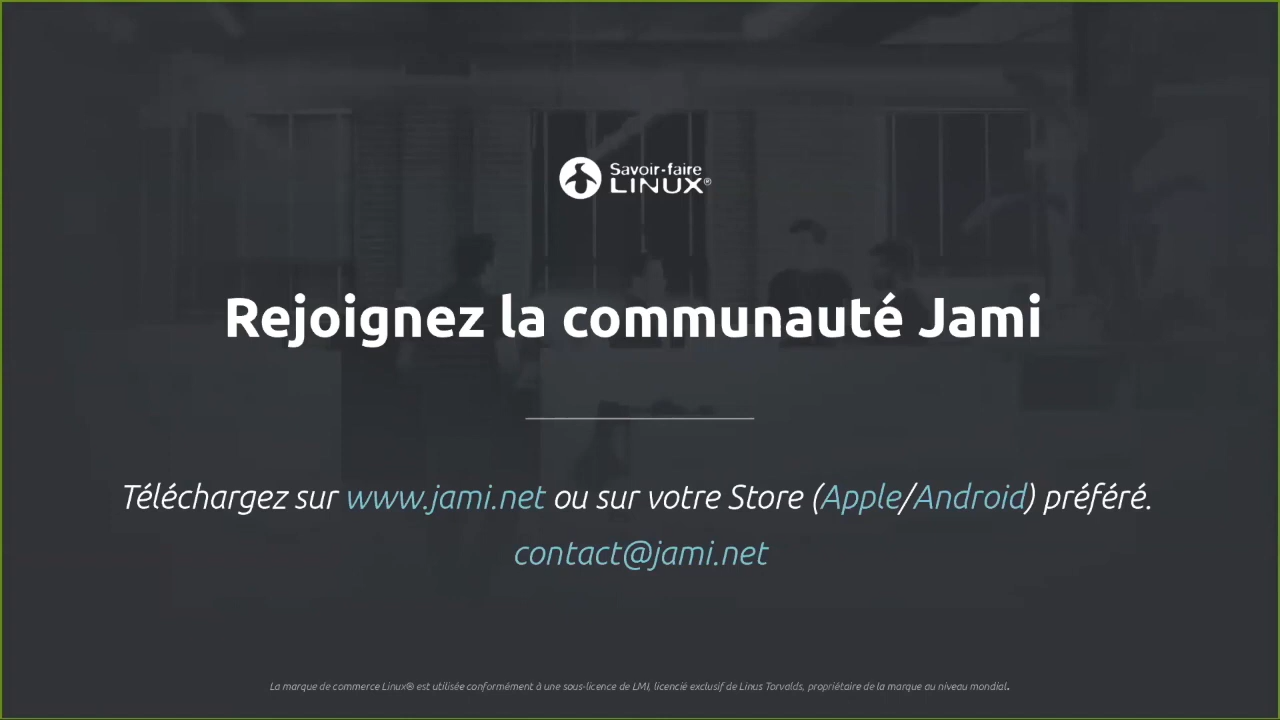 Savoir-faire
LINUX®
Rejoignez la communauté Jami
Téléchargez sur www.jami.net ou sur votre Store (Apple/Android) préféré.
contact@jami.net
La marque de commerce Linux® est utilisée conformément à une sous-licence de LMI, licencié exclusif de Linus Torvalds, propriétaire de la marque au niveau mondial.